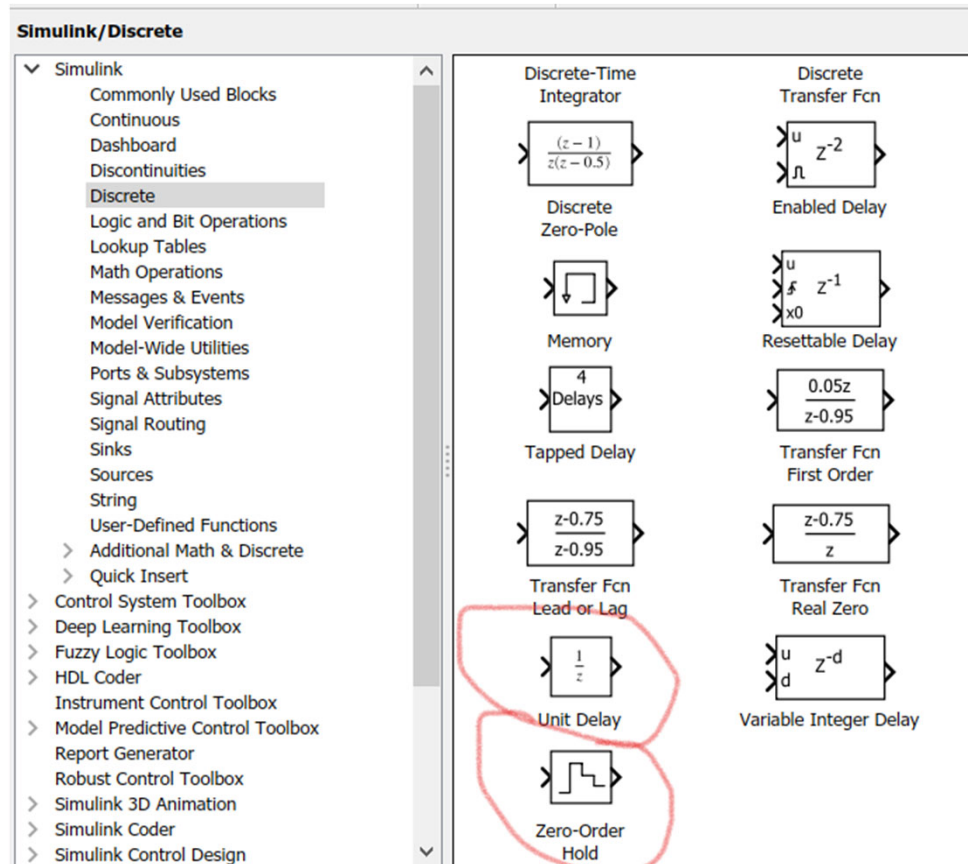 Simulink/Discrete
Simulink
Commonly Used Blocks
Continuous
Dashboard
Discontinuities
Discrete
Logic and Bit Operations
Lookup Tables
Math Operations
Messages & Events
Model Verification
Model-Wide Utilities
Ports & Subsystems
Signal Attributes
Signal Routing
Sinks
Sources
String
User-Defined Functions
Additional Math & Discrete
Quick Insert
Control System Toolbox
Deep Learning Toolbox
Fuzzy Logic Toolbox
HDL Coder
Instrument Control Toolbox
Model Predictive Control Toolbox
Report Generator
Robust Control Toolbox
Simulink 3D Animation
Simulink Coder
Simulink Control Design
Discrete-Time
Integrator
Discrete
Transfer Fcn
(z − 1)
z(z − 0.5)
Discrete
Zero-Pole
u
Z-2
Enabled Delay
Memory
u
Z-1
x0
Resettable Delay
4
Delays
Tapped Delay
0.05z
z-0.95
Transfer Fcn
First Order
z-0.75
z-0.95
Transfer Fcn
Lead or Lag
z-0.75
z
Transfer Fcn
Real Zero
1
z
Unit Delay
u
Z-d
d
Variable Integer Delay
Zero-Order
Hold